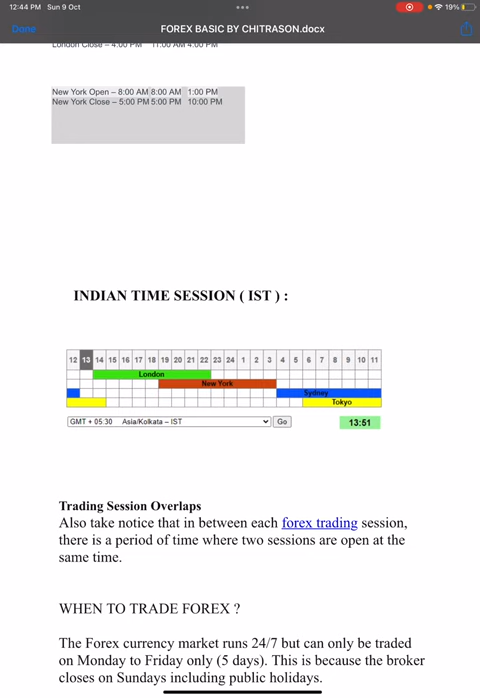 12:44 PM Sun 9 Oct
19%
Done
FOREX BASIC BY CHITRASON.docx
London Close – 4:00 PM 11:00 AM 4:00 PM
New York Open – 8:00 AM 8:00 AM 1:00 PM
New York Close – 5:00 PM 5:00 PM 10:00 PM
INDIAN TIME SESSION ( IST ) :
12 13 14 15 16 17 18 19 20 21 22 23 24 1 2 3 4 5 6 7 8 9 10 11
London
New York
Sydney
Tokyo
GMT + 05:30 Asia/Kolkata – IST Go 13:51
Trading Session Overlaps
Also take notice that in between each forex trading session,
there is a period of time where two sessions are open at the
same time.
WHEN TO TRADE FOREX ?
The Forex currency market runs 24/7 but can only be traded
on Monday to Friday only (5 days). This is because the broker
closes on Sundays including public holidays.